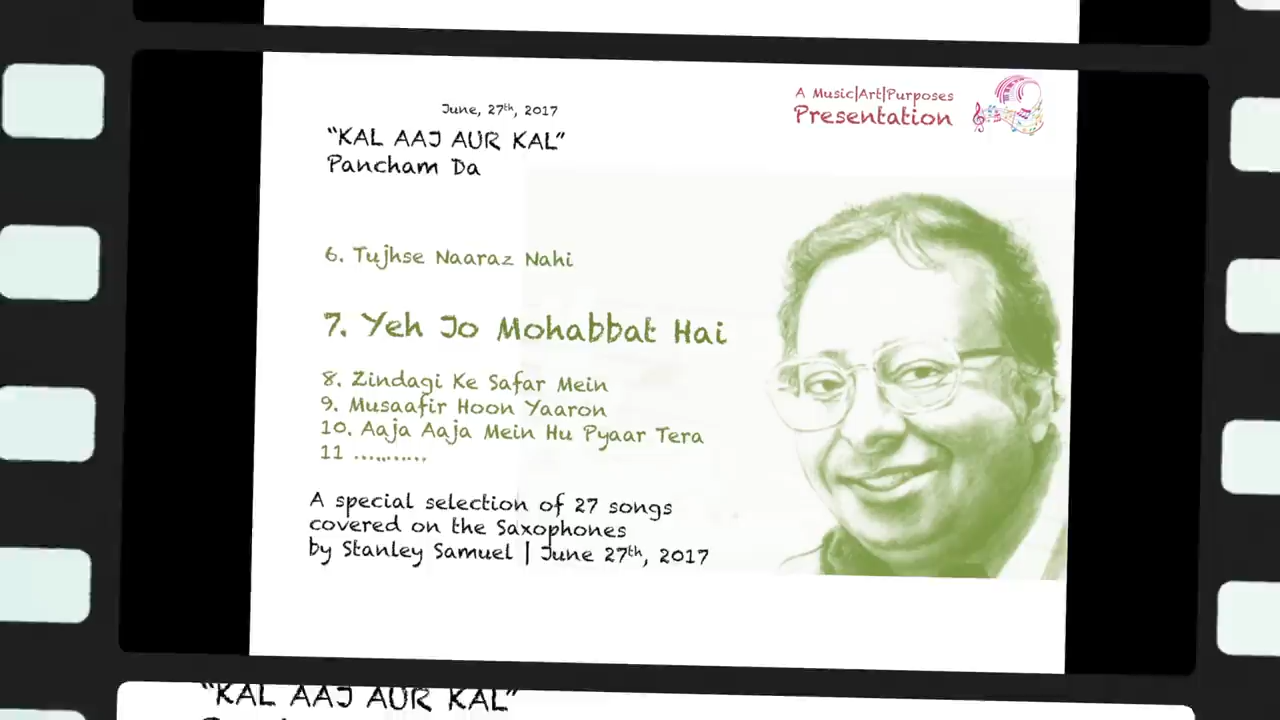 June, 27th, 2017
"KAL AAJ AUR KAL"
Pancham Da
A Music|Art|Purposes
Presentation
6. Tujhse Naaraz Nahi
7. Yeh Jo Mohabbat Hai
8. Zindagi Ke Safar Mein
9. Musaafir Hoon Yaaron
10. Aaja Aaja Mein Hu Pyaar Tera
11 ..........
A special selection of 27 songs
covered on the Saxophones
by Stanley Samuel | June 27th, 2017
"KAL AAJ AUR KAL"